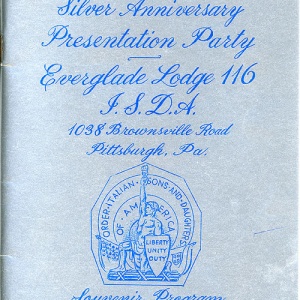 Silver Anniversary
Presentation Party
Everglade Lodge 116
I.S.D.A.
1038 Brownsville Road
Pittsburgh, Pa.
ORDER·ITALIAN·SONS·AND·DAUGHTERS
OF·AMERICA
LIBERTY
UNITY
DUTY
Souvenir Program